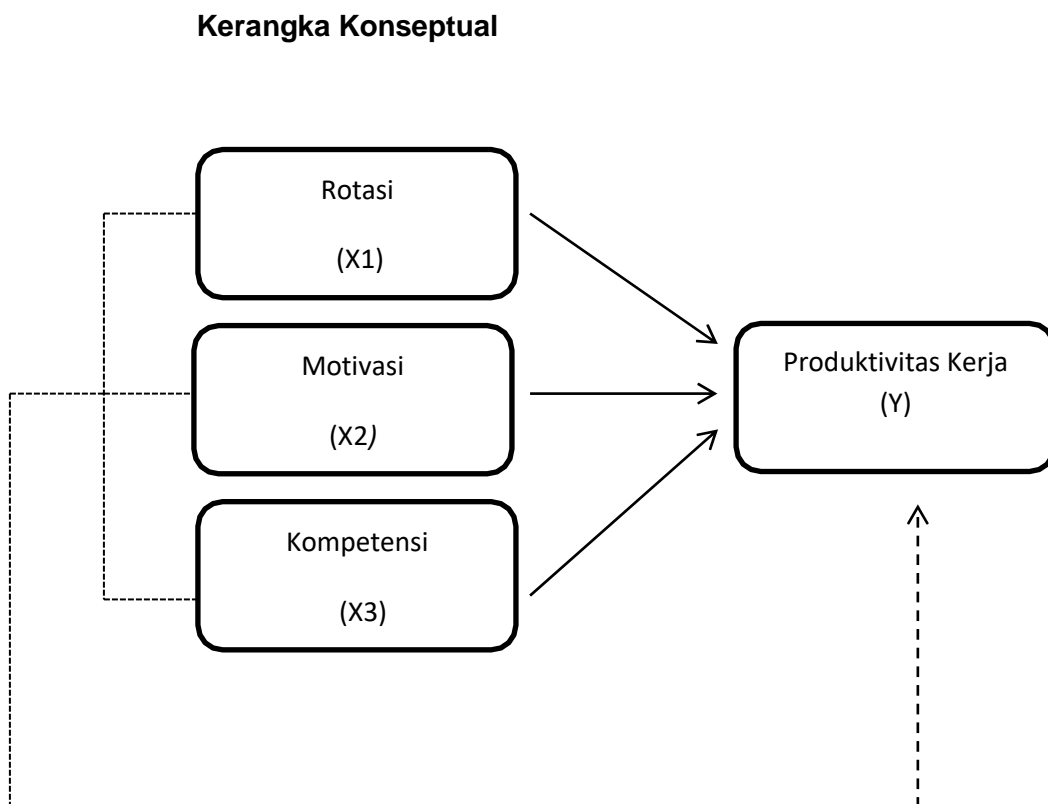 Kerangka Konseptual
Rotasi
(X1)
Motivasi
(X2)
Kompetensi
(X3)
Produktivitas Kerja
(Y)